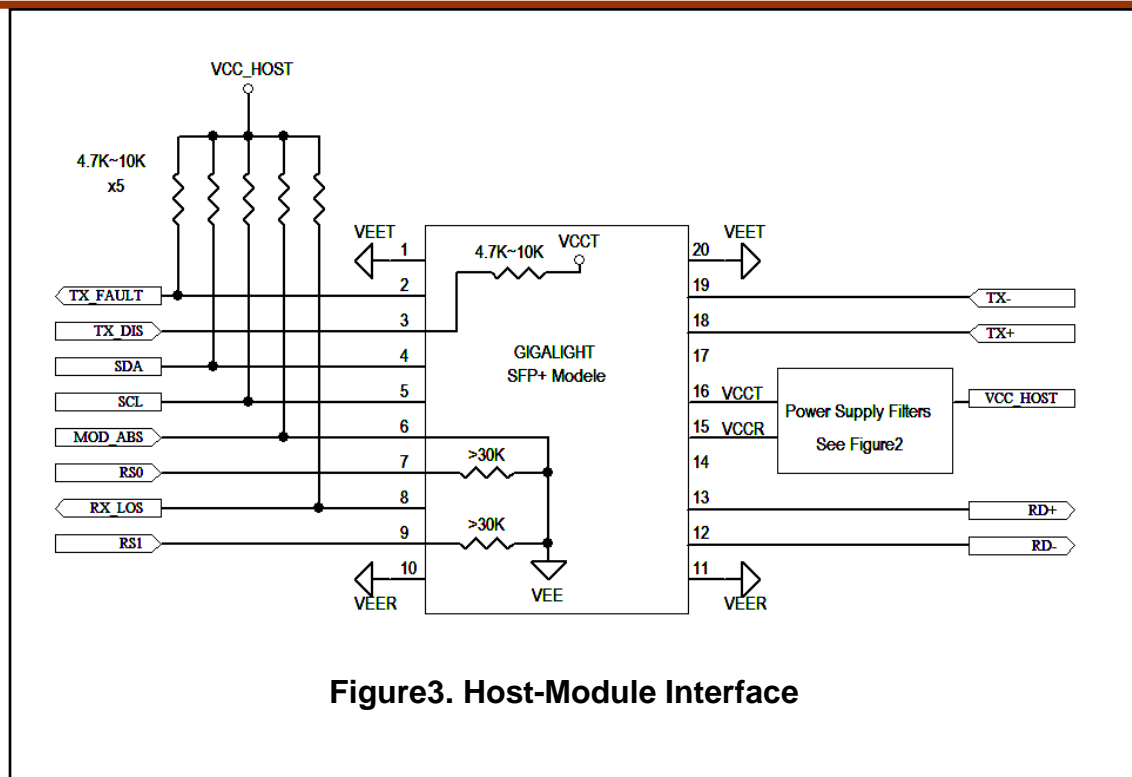 VCC_HOST
4.7K~10K
x5
VEET
1
4.7K~10K
VCCT
20
VEET
TX_FAULT
2
19
TX-
TX_DIS
3
18
TX+
SDA
4
GIGALIGHT
SFP+ Modele
17
SCL
5
16
VCCT
Power Supply Filters
See Figure2
VCC_HOST
MOD_ABS
6
15
VCCR
RS0
7
>30K
14
RX_LOS
8
13
RD+
RS1
9
>30K
12
RD-
10
VEER
VEE
11
VEER
Figure3. Host-Module Interface